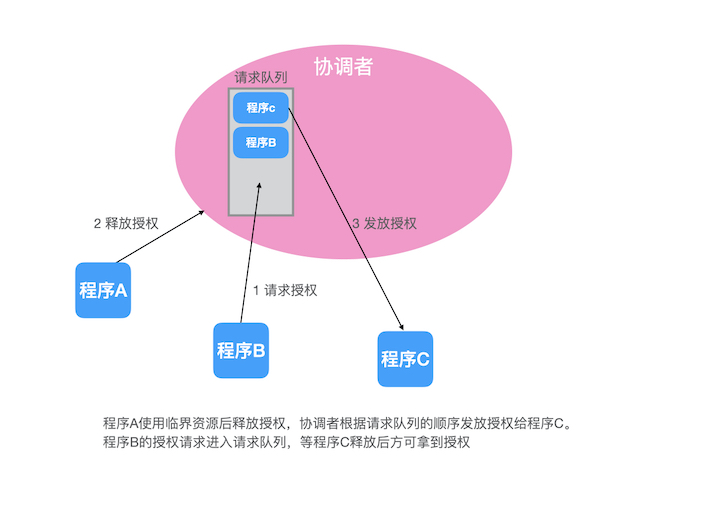 协调者
请求队列
程序c
程序B
2 释放授权
3 发放授权
程序A
1 请求授权
程序B
程序C
程序A使用临界资源后释放授权，协调者根据请求队列的顺序发放授权给程序C。
程序B的授权请求进入请求队列，等程序C释放后方可拿到授权